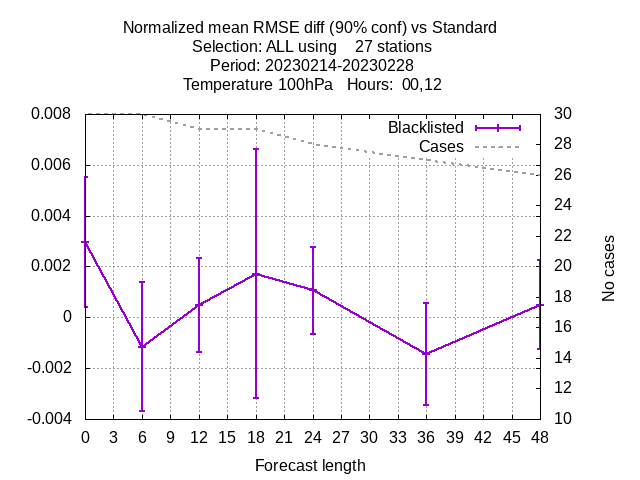 Normalized mean RMSE diff (90% conf) vs Standard
Selection: ALL using    27 stations
Period: 20230214-20230228
Temperature 100hPa   Hours:  00,12
0.008
0.006
0.004
0.002
0
-0.002
-0.004
30
28
26
24
22
20
18
16
14
12
10
Blacklisted
Cases
No cases
0 3 6 9 12 15 18 21 24 27 30 33 36 39 42 45 48
Forecast length